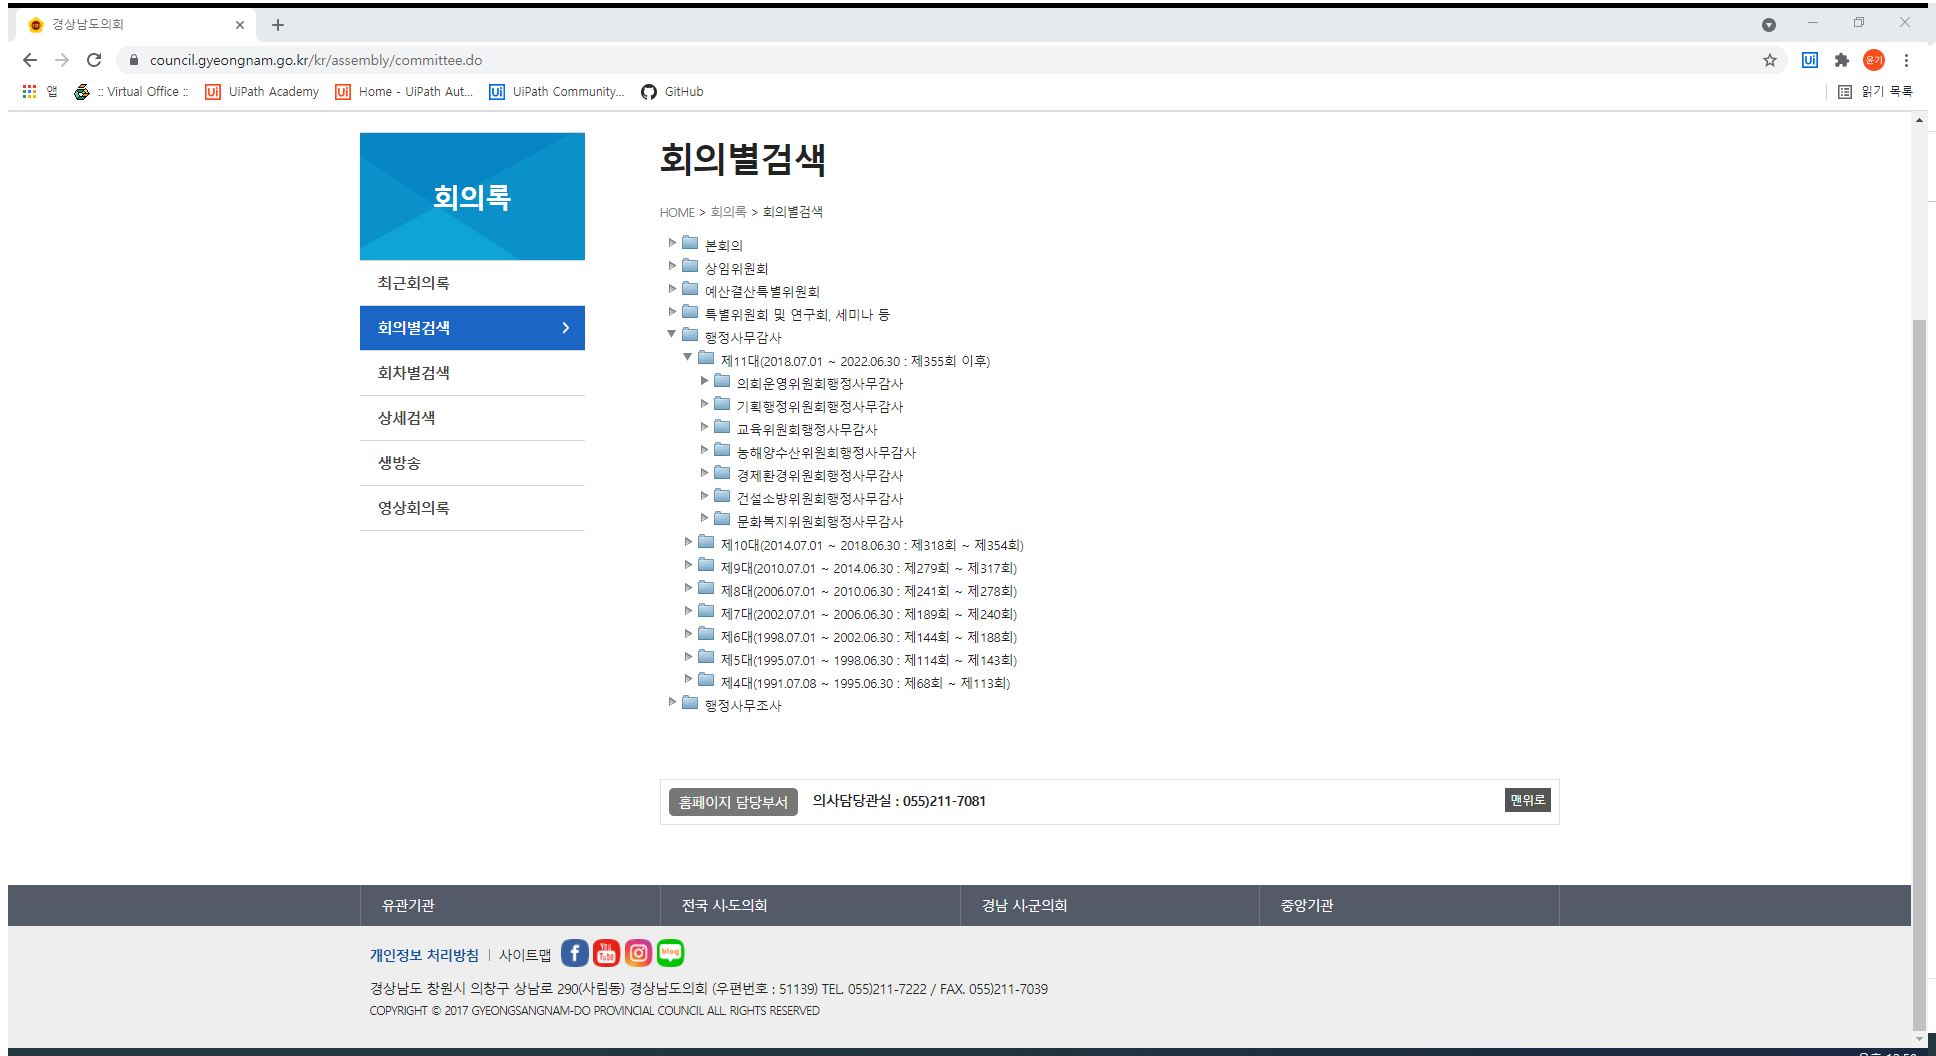 경상남도의회
council.gyeongnam.go.kr/kr/assembly/committee.do
윤기
앱
:: Virtual Office ::
Ui UiPath Academy
Ui Home - UiPath Aut...
Ui UiPath Community...
GitHub
읽기 목록
회의록
최근회의록
회의별검색
회차별검색
상세검색
생방송
영상회의록
회의별검색
HOME > 회의록 > 회의별검색
본회의
상임위원회
예산결산특별위원회
특별위원회 및 연구회, 세미나 등
행정사무감사
제11대(2018.07.01 ~ 2022.06.30 : 제355회 이후)
의회운영위원회행정사무감사
기획행정위원회행정사무감사
교육위원회행정사무감사
농해양수산위원회행정사무감사
경제환경위원회행정사무감사
건설소방위원회행정사무감사
문화복지위원회행정사무감사
제10대(2014.07.01 ~ 2018.06.30 : 제318회 ~ 제354회)
제9대(2010.07.01 ~ 2014.06.30 : 제279회 ~ 제317회)
제8대(2006.07.01 ~ 2010.06.30 : 제241회 ~ 제278회)
제7대(2002.07.01 ~ 2006.06.30 : 제189회 ~ 제240회)
제6대(1998.07.01 ~ 2002.06.30 : 제144회 ~ 제188회)
제5대(1995.07.01 ~ 1998.06.30 : 제114회 ~ 제143회)
제4대(1991.07.08 ~ 1995.06.30 : 제68회 ~ 제113회)
행정사무조사
홈페이지 담당부서 의사담당관실 : 055)211-7081 맨위로
유관기관 전국 시·도의회 경남 시·군의회 중앙기관
개인정보 처리방침 | 사이트맵 f You Tube blog
경상남도 창원시 의창구 상남로 290(사림동) 경상남도의회 (우편번호 : 51139) TEL. 055)211-7222 / FAX. 055)211-7039
COPYRIGHT © 2017 GYEONGSANGNAM-DO PROVINCIAL COUNCIL ALL RIGHTS RESERVED